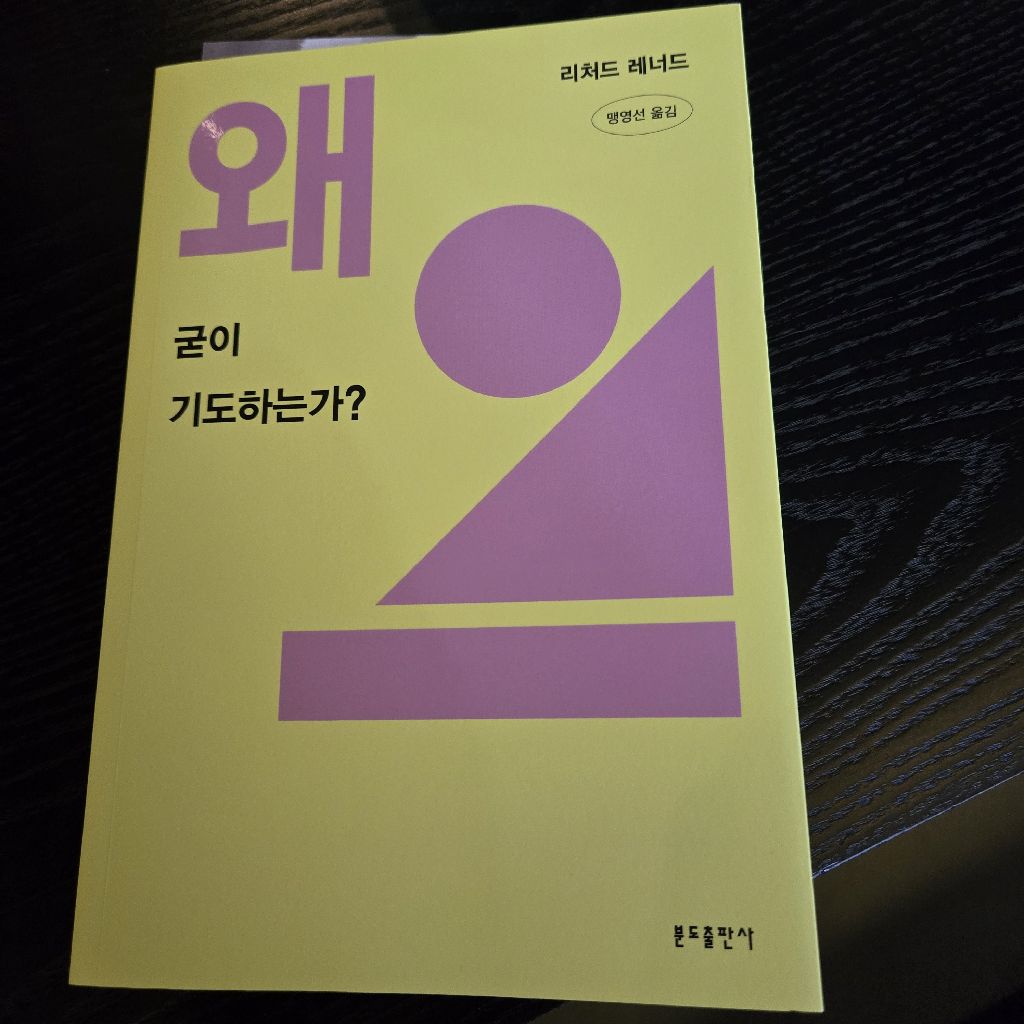 왜
굳이
기도하는가?
리처드 레너드
맹영선 옮김
분도출판사